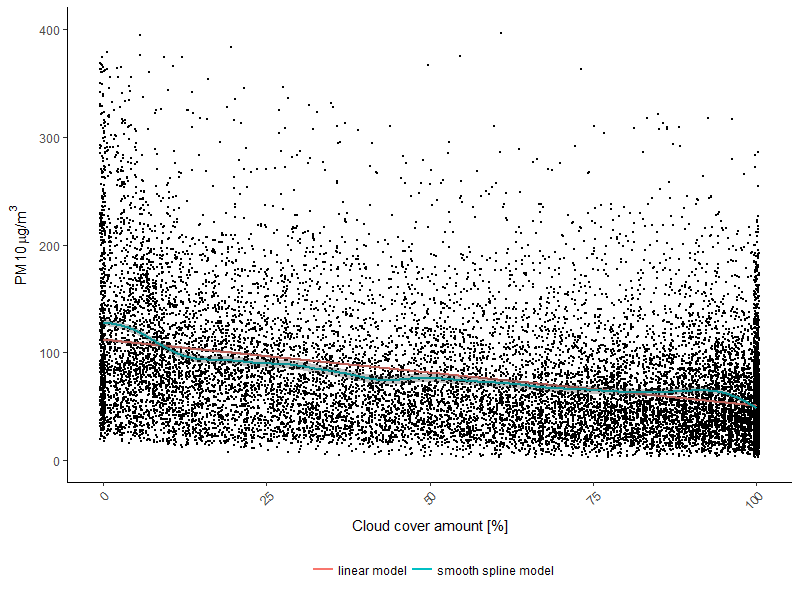 400
300
200
100
0
PM10 μg/m³
0
25
50
75
100
Cloud cover amount [%]
linear model
smooth spline model